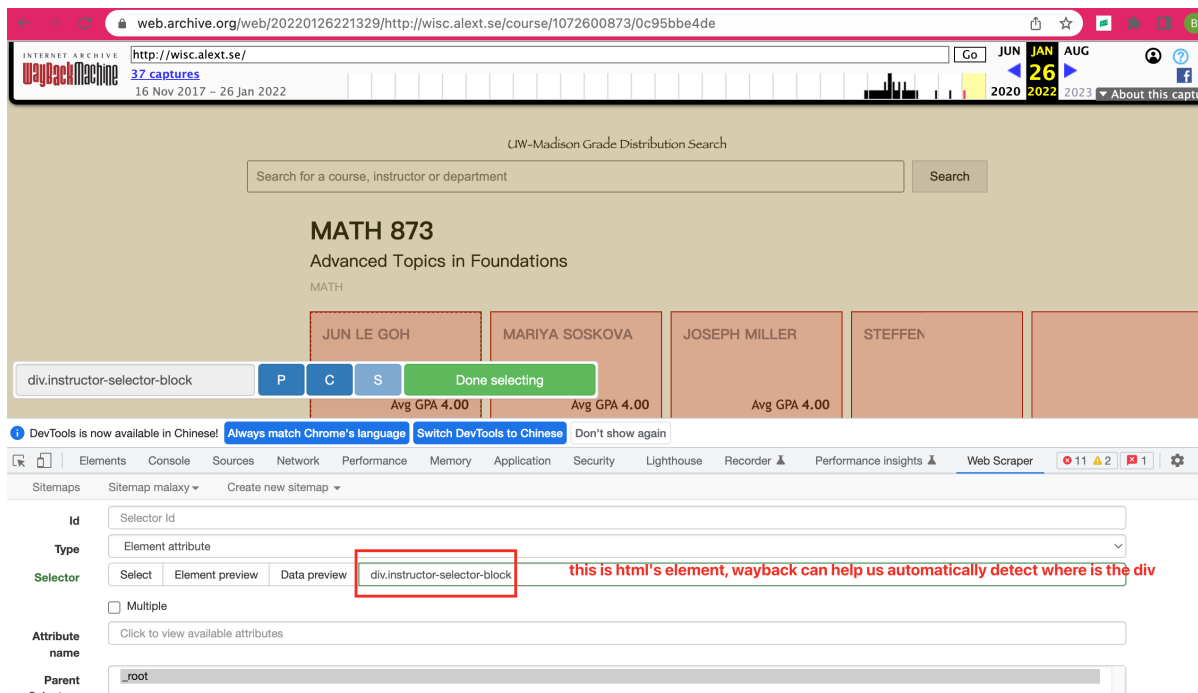 web.archive.org/web/20220126221329/http://wisc.alext.se/course/1072600873/0c95bbe4de
INTERNET ARCHIVE
WayBackMachine
http://wisc.alext.se/
Go
JUN JAN AUG
37 captures
26
16 Nov 2017 – 26 Jan 2022
2020 2022 2023
▼ About this captu
UW-Madison Grade Distribution Search
Search for a course, instructor or department
Search
MATH 873
Advanced Topics in Foundations
MATH
JUN LE GOH MARIYA SOSKOVA JOSEPH MILLER STEFFEN
div.instructor-selector-block P C S Done selecting
Avg GPA 4.00 Avg GPA 4.00 Avg GPA 4.00
DevTools is now available in Chinese! Always match Chrome's language Switch DevTools to Chinese Don't show again
Elements Console Sources Network Performance Memory Application Security Lighthouse Recorder Performance insights Web Scraper 11 2 1
Sitemaps Sitemap malaxy Create new sitemap
Id Selector Id
Type Element attribute
Selector Select Element preview Data preview div.instructor-selector-block this is html's element, wayback can help us automatically detect where is the div
Multiple
Attribute name Click to view available attributes
Parent _root